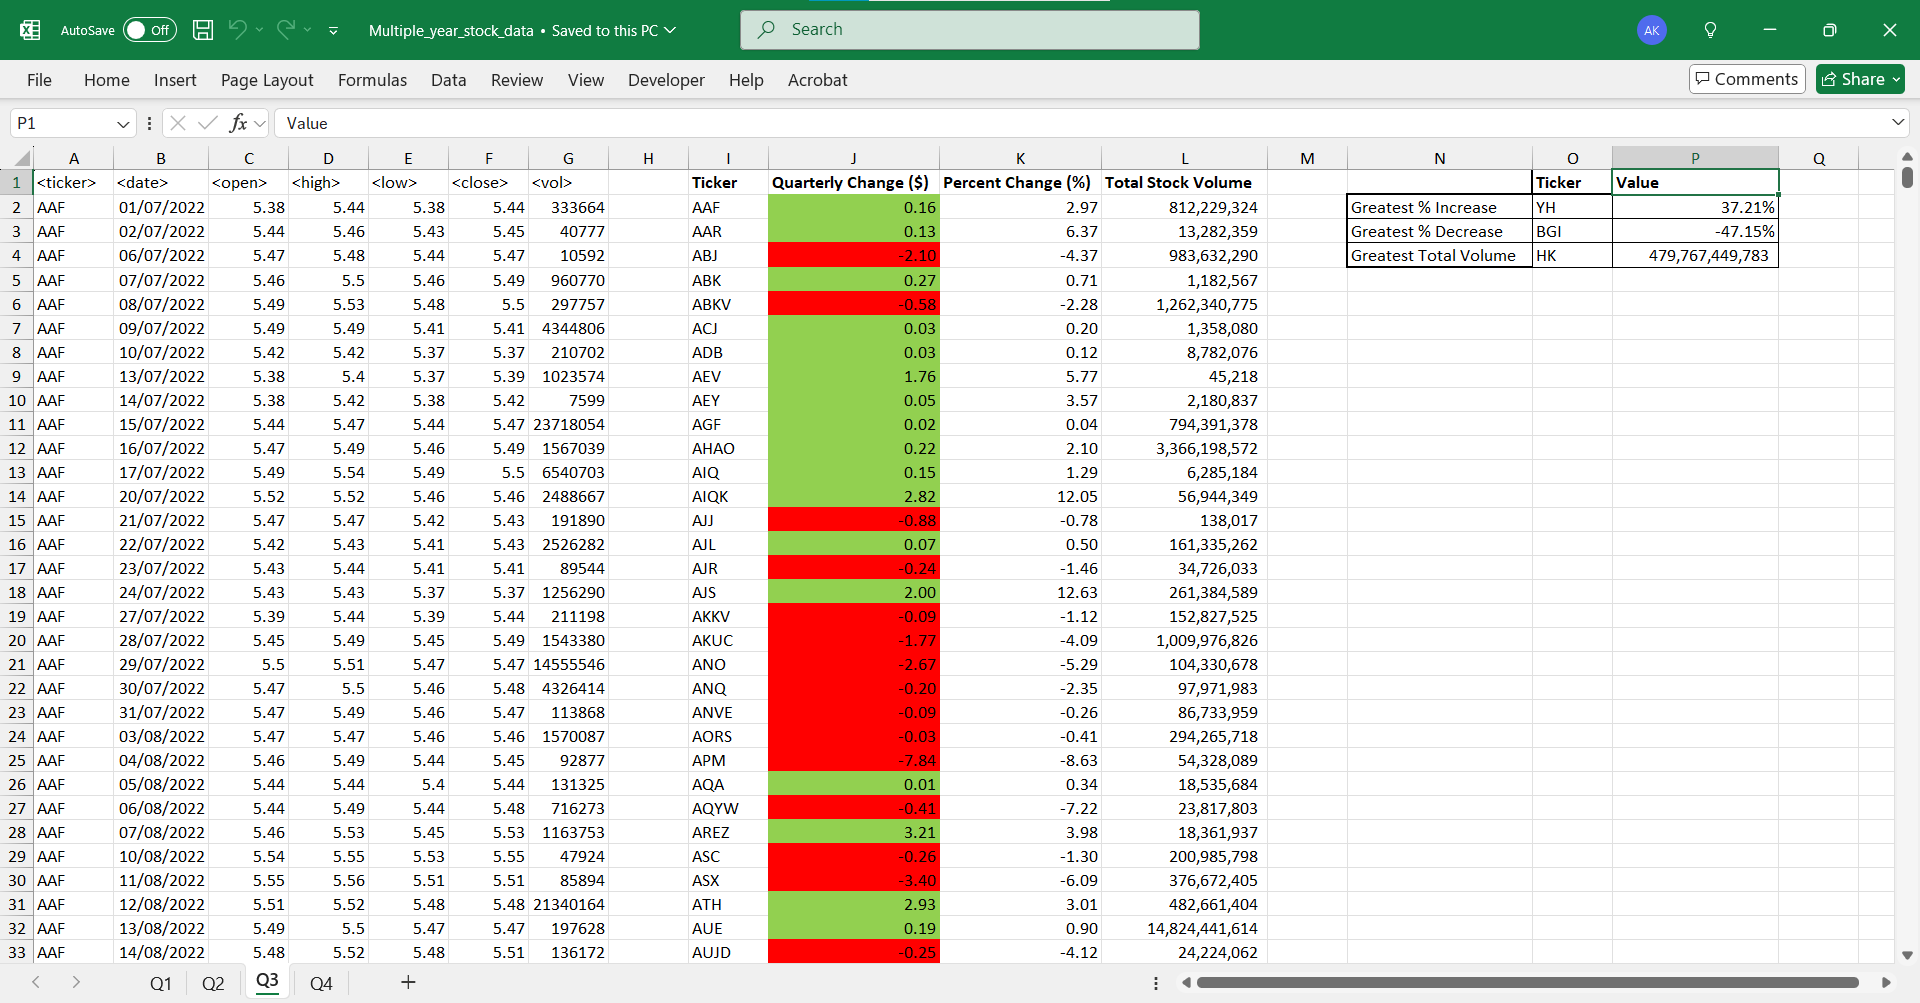 AutoSave Off Multiple_year_stock_data • Saved to this PC Search AK
File Home Insert Page Layout Formulas Data Review View Developer Help Acrobat Comments Share
P1 fx Value
A B C D E F G H I J K L M N O P Q
1 <ticker> <date> <open> <high> <low> <close> <vol> Ticker Quarterly Change ($) Percent Change (%) Total Stock Volume Ticker Value
2 AAF 01/07/2022 5.38 5.44 5.38 5.44 333664 AAF 0.16 2.97 812,229,324 Greatest % Increase YH 37.21%
3 AAF 02/07/2022 5.44 5.46 5.43 5.45 40777 AAR 0.13 6.37 13,282,359 Greatest % Decrease BGI -47.15%
4 AAF 06/07/2022 5.47 5.48 5.44 5.47 10592 ABJ -2.10 -4.37 983,632,290 Greatest Total Volume HK 479,767,449,783
5 AAF 07/07/2022 5.46 5.5 5.46 5.49 960770 ABK 0.27 0.71 1,182,567
6 AAF 08/07/2022 5.49 5.53 5.48 5.5 297757 ABKV -0.58 -2.28 1,262,340,775
7 AAF 09/07/2022 5.49 5.49 5.41 5.41 4344806 ACJ 0.03 0.20 1,358,080
8 AAF 10/07/2022 5.42 5.42 5.37 5.37 210702 ADB 0.03 0.12 8,782,076
9 AAF 13/07/2022 5.38 5.4 5.37 5.39 1023574 AEV 1.76 5.77 45,218
10 AAF 14/07/2022 5.38 5.42 5.38 5.42 7599 AEY 0.05 3.57 2,180,837
11 AAF 15/07/2022 5.44 5.47 5.44 5.47 23718054 AGF 0.02 0.04 794,391,378
12 AAF 16/07/2022 5.47 5.49 5.46 5.49 1567039 AHAO 0.22 2.10 3,366,198,572
13 AAF 17/07/2022 5.49 5.54 5.49 5.5 6540703 AIQ 0.15 1.29 6,285,184
14 AAF 20/07/2022 5.52 5.52 5.46 5.46 2488667 AIQK 2.82 12.05 56,944,349
15 AAF 21/07/2022 5.47 5.47 5.42 5.43 191890 AJJ -0.88 -0.78 138,017
16 AAF 22/07/2022 5.42 5.43 5.41 5.43 2526282 AJL 0.07 0.50 161,335,262
17 AAF 23/07/2022 5.43 5.44 5.41 5.41 89544 AJR -0.24 -1.46 34,726,033
18 AAF 24/07/2022 5.43 5.43 5.37 5.37 1256290 AJS 2.00 12.63 261,384,589
19 AAF 27/07/2022 5.39 5.44 5.39 5.44 211198 AKKV -0.09 -1.12 152,827,525
20 AAF 28/07/2022 5.45 5.49 5.45 5.49 1543380 AKUC -1.77 -4.09 1,009,976,826
21 AAF 29/07/2022 5.5 5.51 5.47 5.47 14555546 ANO -2.67 -5.29 104,330,678
22 AAF 30/07/2022 5.47 5.5 5.46 5.48 4326414 ANQ -0.20 -2.35 97,971,983
23 AAF 31/07/2022 5.47 5.49 5.46 5.47 113868 ANVE -0.09 -0.26 86,733,959
24 AAF 03/08/2022 5.47 5.47 5.46 5.46 1570087 AORS -0.03 -0.41 294,265,718
25 AAF 04/08/2022 5.46 5.49 5.44 5.45 92877 APM -7.84 -8.63 54,328,089
26 AAF 05/08/2022 5.44 5.44 5.4 5.44 131325 AQA 0.01 0.34 18,535,684
27 AAF 06/08/2022 5.44 5.49 5.44 5.48 716273 AQYW -0.41 -7.22 23,817,803
28 AAF 07/08/2022 5.46 5.53 5.45 5.53 1163753 AREZ 3.21 3.98 18,361,937
29 AAF 10/08/2022 5.54 5.55 5.53 5.55 47924 ASC -0.26 -1.30 200,985,798
30 AAF 11/08/2022 5.55 5.56 5.51 5.51 85894 ASX -3.40 -6.09 376,672,405
31 AAF 12/08/2022 5.51 5.52 5.48 5.48 21340164 ATH 2.93 3.01 482,661,404
32 AAF 13/08/2022 5.49 5.5 5.47 5.47 197628 AUE 0.19 0.90 14,824,441,614
33 AAF 14/08/2022 5.48 5.52 5.48 5.51 136172 AUJD -0.25 -4.12 24,224,062
Q1 Q2 Q3 Q4